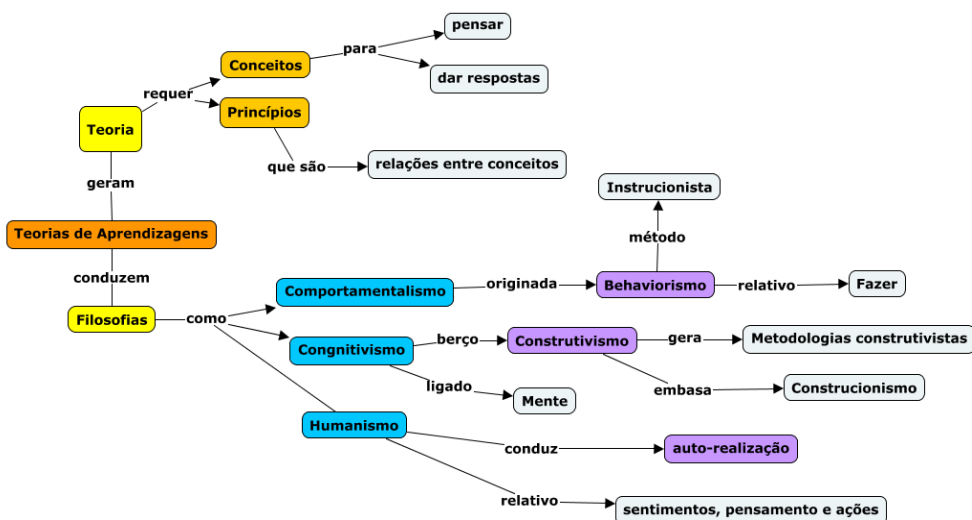 pensar
para
Conceitos
dar respostas
requer
Princípios
Teoria
que são
relações entre conceitos
geram
Instrucionista
Teorias de Aprendizagens
método
conduzem
Comportamentalismo
originada
Behaviorismo
relativo
Fazer
Filosofias
como
Congnitivismo
berço
Construtivismo
gera
Metodologias construtivistas
ligado
Mente
embasa
Construcionismo
Humanismo
conduz
auto-realização
relativo
sentimentos, pensamento e ações